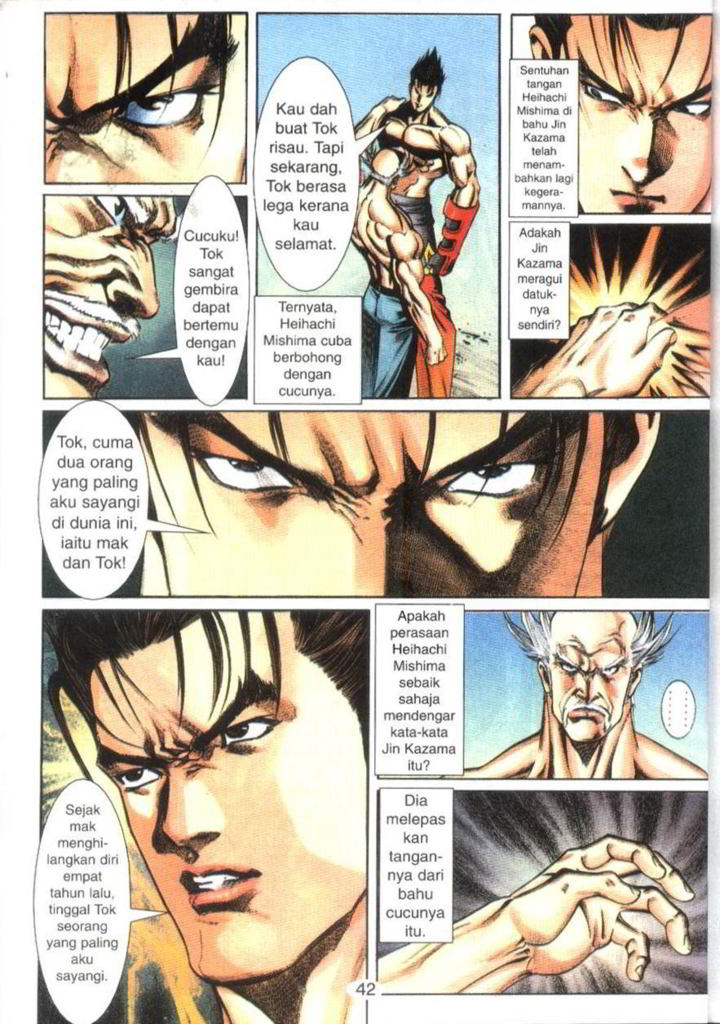 Kau dah
buat Tok
risau. Tapi
sekarang,
Tok berasa
lega kerana
kau
selamat.
Sentuhan
tangan
Heihachi
Mishima di
bahu Jin
Kazama
telah
menam-
bahkan lagi
kegera-
mannya.
Cucuku!
Tok
sangat
gembira
dapat
bertemu
dengan
kau!
Ternyata,
Heihachi
Mishima cuba
berbohong
dengan
cucunya.
Adakah
Jin
Kazama
meragui
datuk-
nya
sendiri?
Tok, cuma
dua orang
yang paling
aku sayangi
di dunia ini,
iaitu mak
dan Tok!
Sejak
mak
menghi-
langkan diri
empat
tahun lalu,
tinggal Tok
seorang
yang paling
aku
sayangi.
Apakah
perasaan
Heihachi
Mishima
sebaik
sahaja
mendengar
kata-kata
Jin Kazama
itu?
......
Dia
melepas
kan
tangan-
nya dari
bahu
cucunya
itu.
42